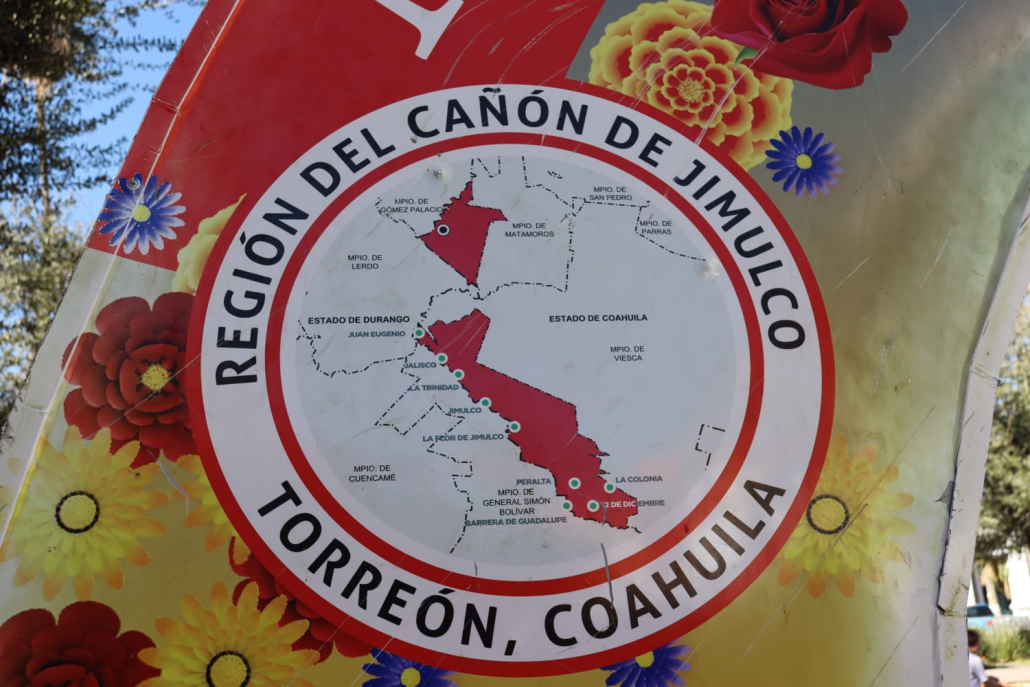 REGIÓN DEL CAÑÓN DE JIMULCO
MPIO. DE
GÓMEZ PALACIO
MPIO. DE
SAN PEDRO
MPIO. DE
MATAMOROS
MPIO. DE
PARRAS
MPIO. DE
LERDO
ESTADO DE DURANGO
ESTADO DE COAHUILA
JUAN EUGENIO
MPIO. DE
VIESCA
JALISCO
LA TRINIDAD
JIMULCO
LA FLOR DE JIMULCO
MPIO. DE
CUENCAMÉ
PERALTA
LA COLONIA
MPIO. DE
GENERAL SIMÓN
BOLÍVAR
DE DICIEMBRE
BARRERA DE GUADALUPE
TORREÓN, COAHUILA